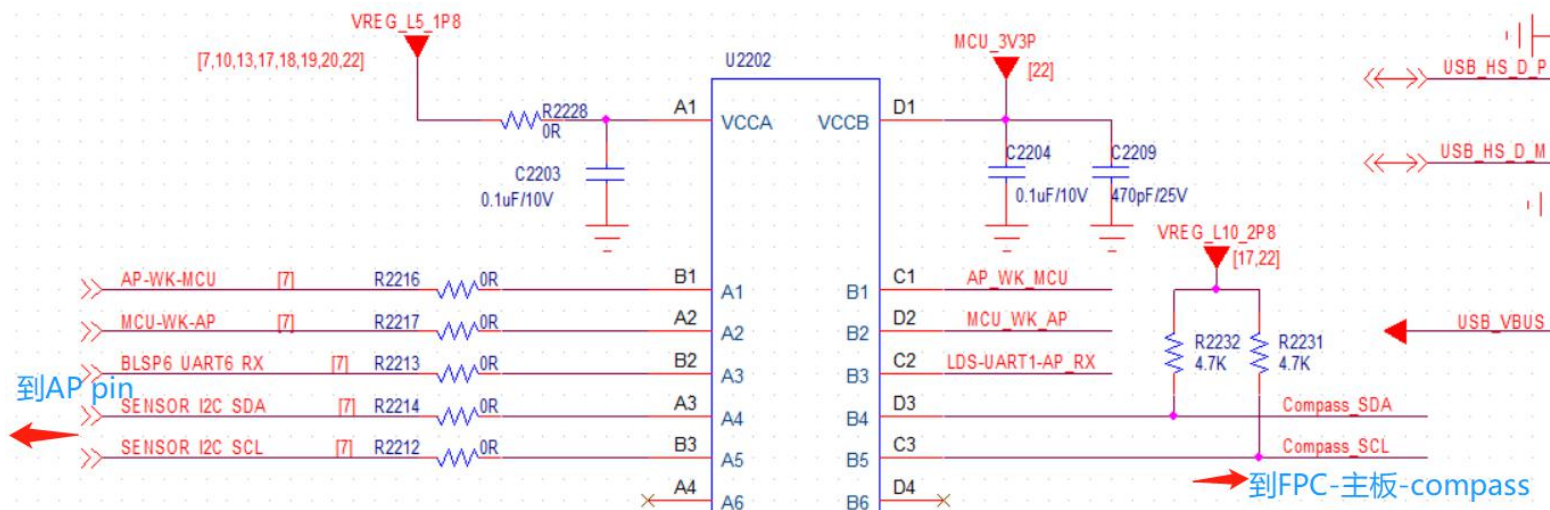 VREG_L5_1P8
[7,10,13,17,18,19,20,22]
U2202
MCU_3V3P
[22]
USB_HS_D_P
A1
VCCA
VCCB
D1
R2228
0R
C2203
0.1uF/10V
C2204
0.1uF/10V
C2209
470pF/25V
USB_HS_D_M
VREG_L10_2P8
[17,22]
AP-WK-MCU [7] R2216 0R B1 A1
B1 C1 AP_WK_MCU
MCU-WK-AP [7] R2217 0R A2 A2
B2 D2 MCU_WK_AP
USB_VBUS
BLSP6_UART6_RX [7] R2213 0R B2 A3
B3 C2 LDS-UART1-AP_RX
R2232
4.7K
R2231
4.7K
到AP pin
SENSOR_I2C_SDA [7] R2214 0R A3 A4
B4 D3 Compass_SDA
SENSOR_I2C_SCL [7] R2212 0R B3 A5
B5 C3 Compass_SCL
A4 A6
B6 D4
到FPC-主板-compass